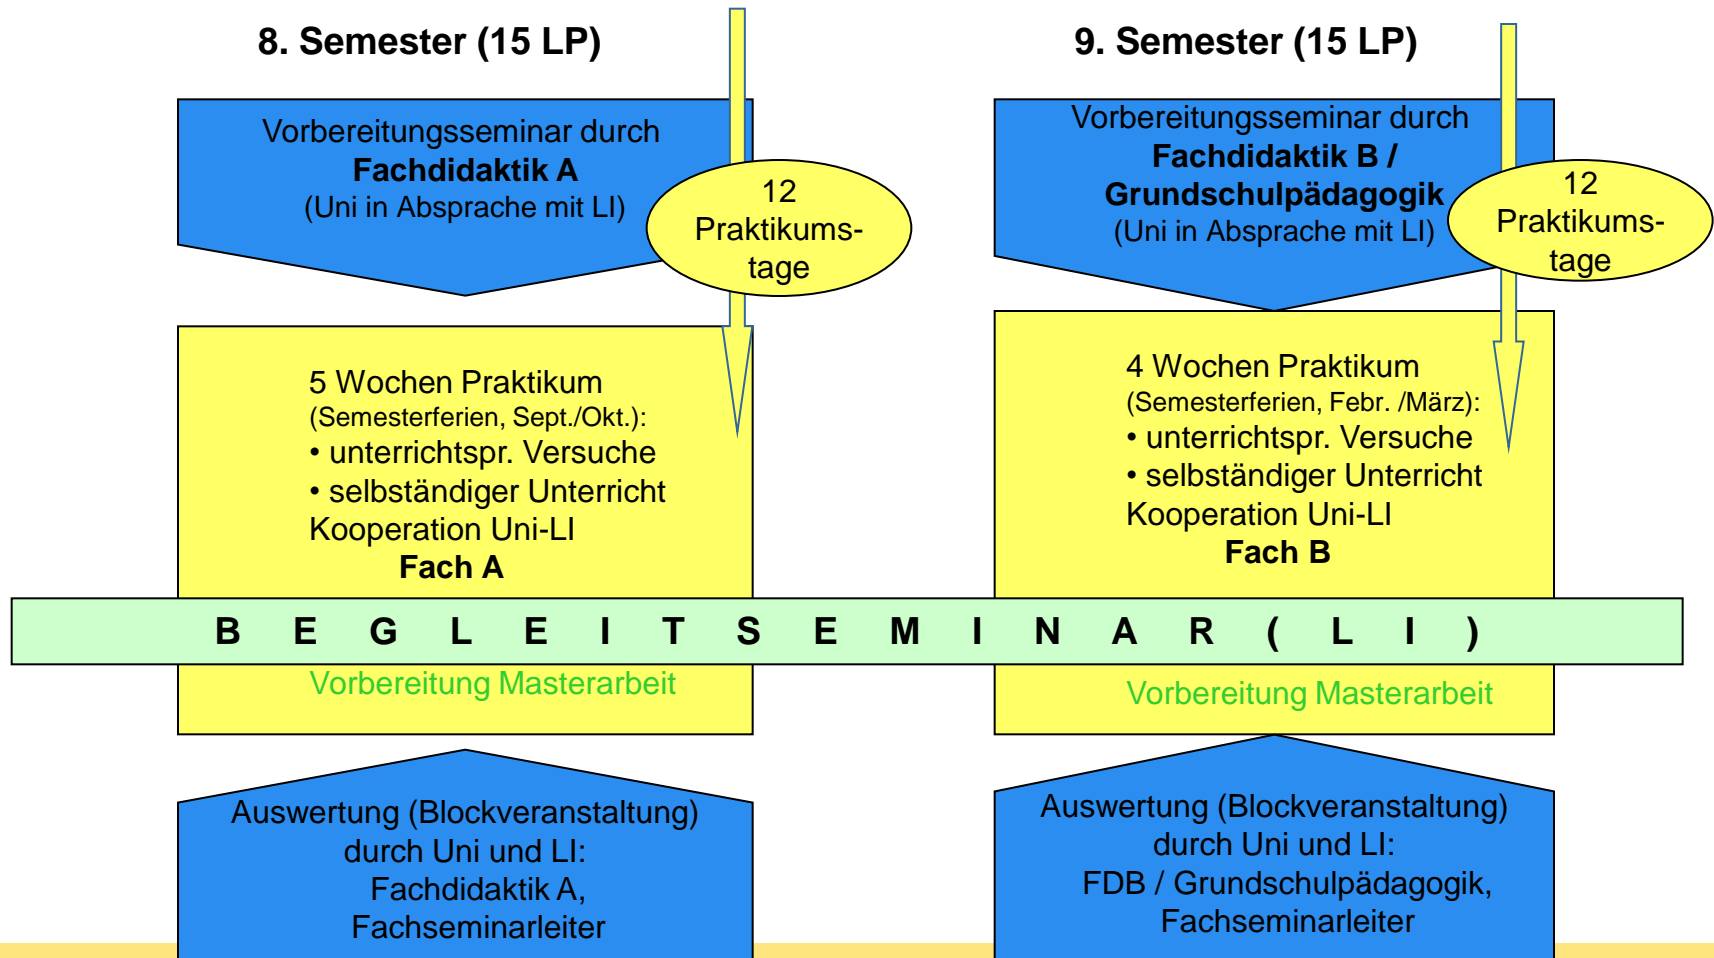 8. Semester (15 LP)
Vorbereitungsseminar durch
Fachdidaktik A
(Uni in Absprache mit LI)
12
Praktikums-
tage
5 Wochen Praktikum
(Semesterferien, Sept./Okt.):
• unterrichtspr. Versuche
• selbständiger Unterricht
Kooperation Uni-LI
Fach A
9. Semester (15 LP)
Vorbereitungsseminar durch
Fachdidaktik B /
Grundschulpädagogik
(Uni in Absprache mit LI)
12
Praktikums-
tage
4 Wochen Praktikum
(Semesterferien, Febr. /März):
• unterrichtspr. Versuche
• selbständiger Unterricht
Kooperation Uni-LI
Fach B
B E G L E I T S E M I N A R ( L I )
Vorbereitung Masterarbeit
Auswertung (Blockveranstaltung)
durch Uni und LI:
Fachdidaktik A,
Fachseminarleiter
Vorbereitung Masterarbeit
Auswertung (Blockveranstaltung)
durch Uni und LI:
FDB / Grundschulpädagogik,
Fachseminarleiter